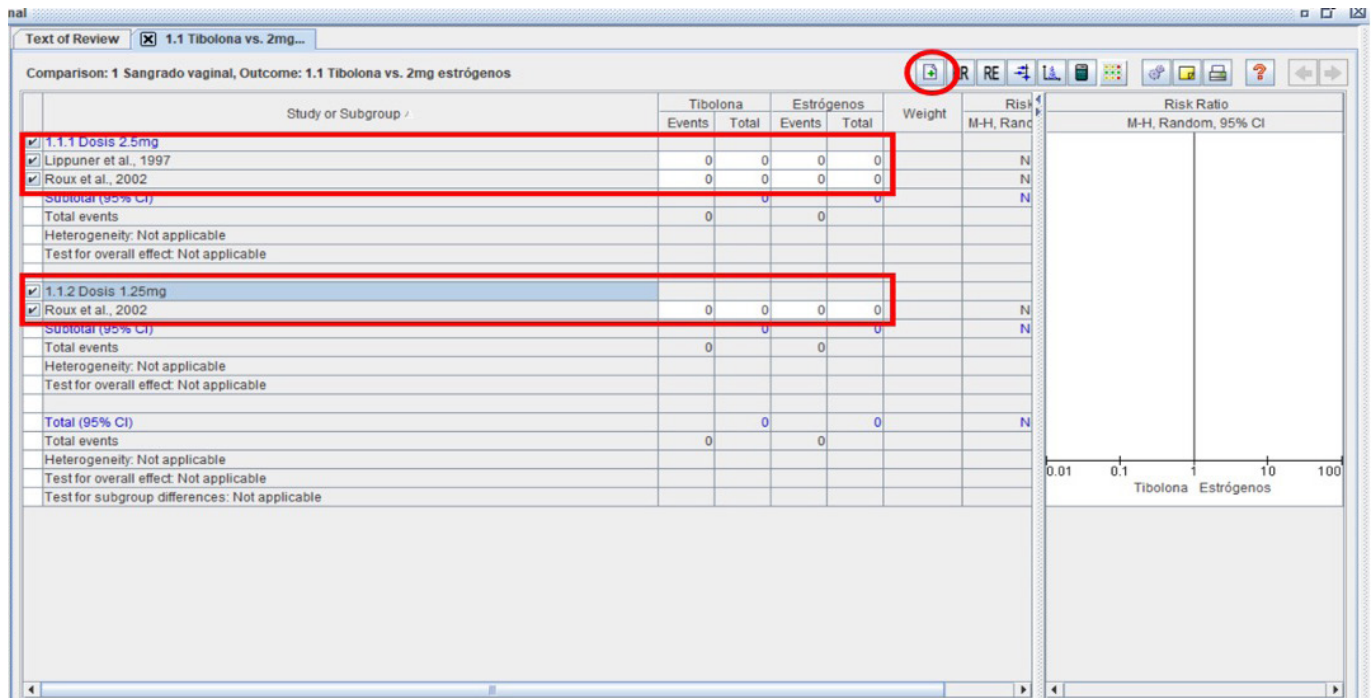 nal
Text of Review 1.1 Tibolona vs. 2mg...
Comparison: 1 Sangrado vaginal, Outcome: 1.1 Tibolona vs. 2mg estrógenos RE ?
Study or Subgroup Tibolona Estrógenos Weight Risk Risk Ratio
Events Total Events Total M-H, Rand M-H, Random, 95% CI
1.1.1 Dosis 2.5mg
Lippuner et al., 1997 0 0 0 0 N
Roux et al., 2002 0 0 0 0 N
Subtotal (95% CI) 0 0 N
Total events 0 0
Heterogeneity: Not applicable
Test for overall effect: Not applicable
1.1.2 Dosis 1.25mg
Roux et al., 2002 0 0 0 0 N
Subtotal (95% CI) 0 0 N
Total events 0 0
Heterogeneity: Not applicable
Test for overall effect: Not applicable
Total (95% CI) 0 0 N
Total events 0 0
Heterogeneity: Not applicable
Test for overall effect: Not applicable
Test for subgroup differences: Not applicable
0.01 0.1 1 10 100
Tibolona Estrógenos